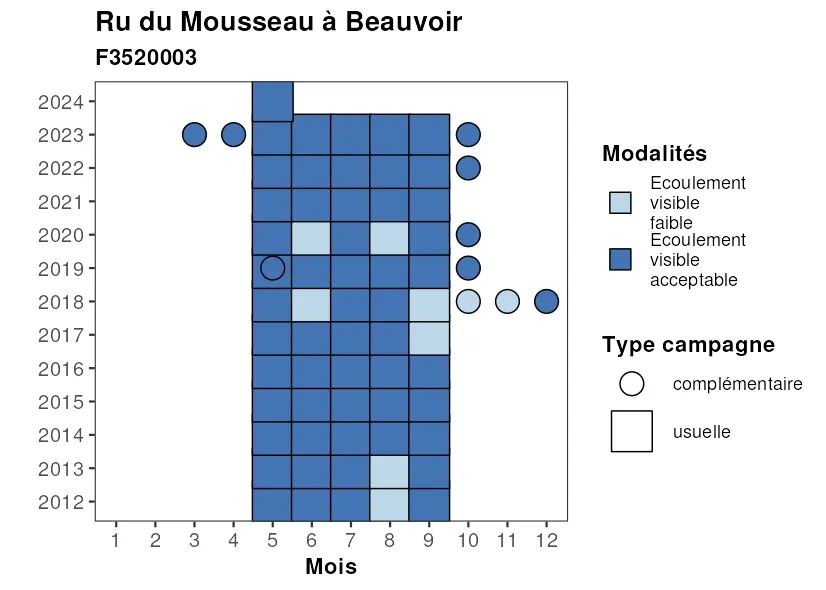 Ru du Mousseau à Beauvoir
F3520003
2024
2023
2022
2021
2020
2019
2018
2017
2016
2015
2014
2013
2012
1 2 3 4 5 6 7 8 9 10 11 12
Mois
Modalités
Ecoulement
visible
faible
Ecoulement
visible
acceptable
Type campagne
complémentaire
usuelle